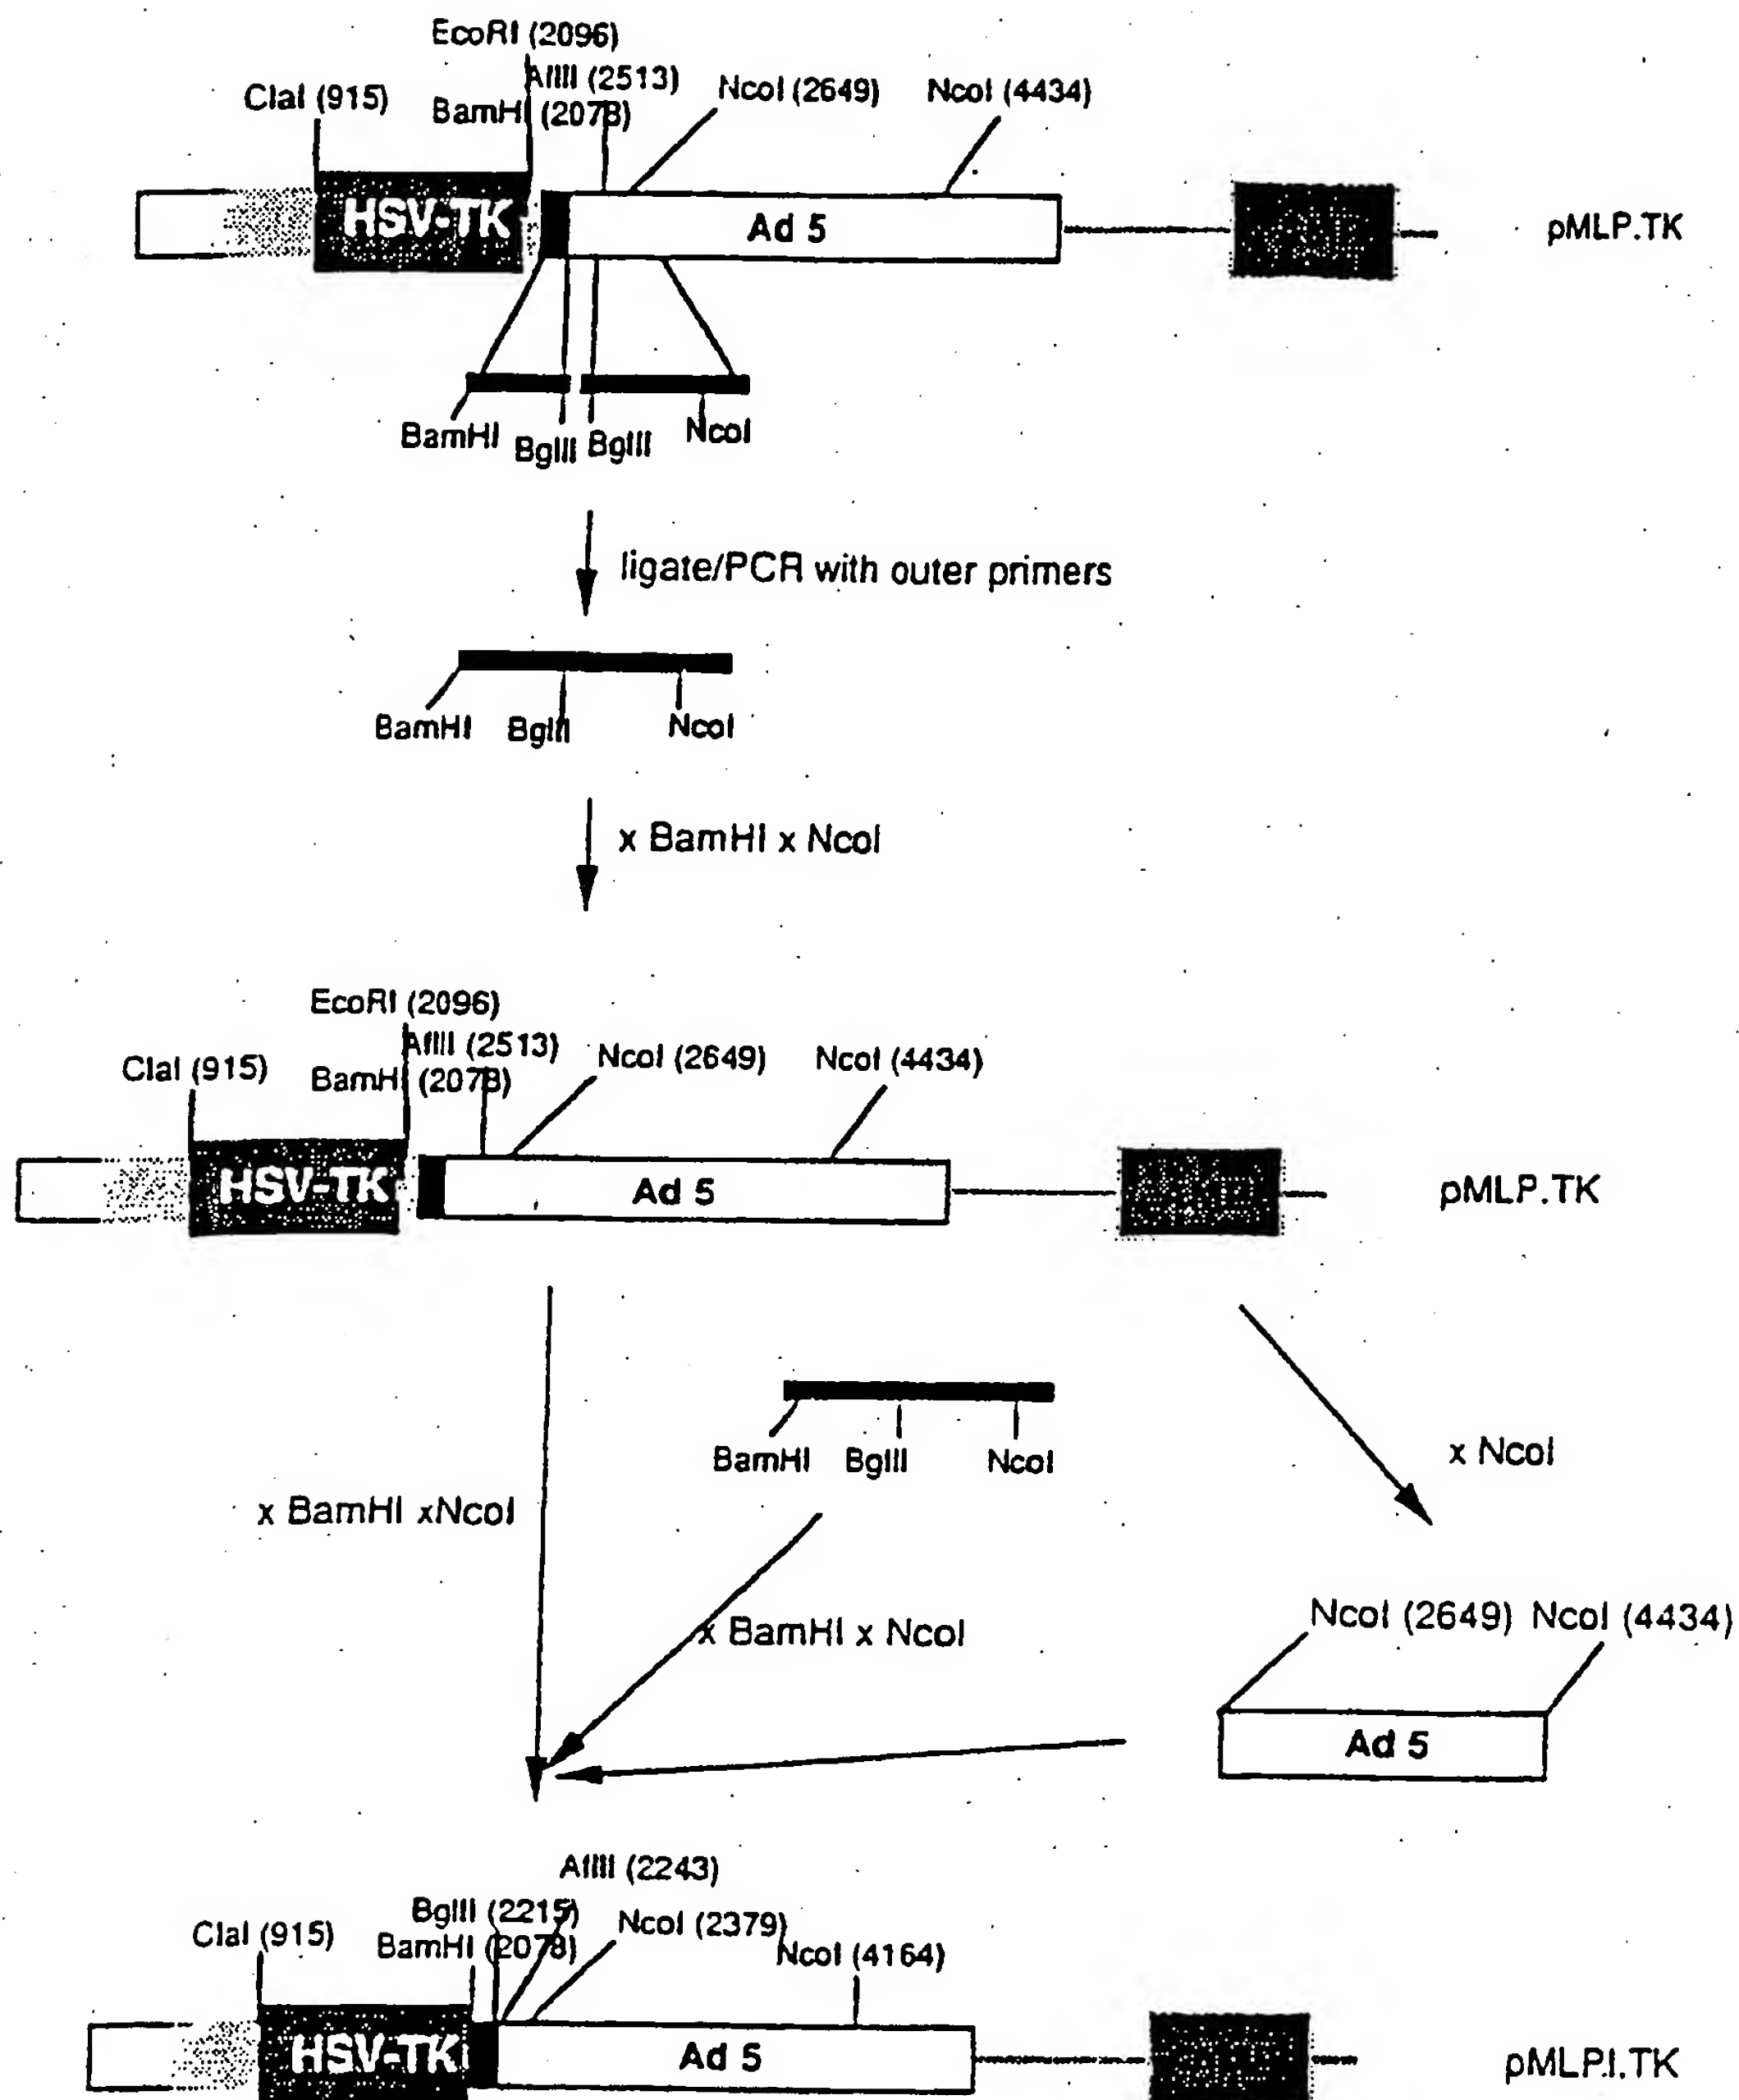 EcoRI (2096)
AflIII (2513)
ClaI (915)
NcoI (2649)
NcoI (4434)
BamHI (2078)
HSV-TK
Ad 5
pMLP.TK
BamHI
BglII
BglII
NcoI
ligate/PCR with outer primers
BamHI
BglII
NcoI
x BamHI x NcoI
EcoRI (2096)
AflIII (2513)
ClaI (915)
NcoI (2649)
NcoI (4434)
BamHI (2078)
HSV-TK
Ad 5
pMLP.TK
BamHI
BglII
NcoI
x NcoI
x BamHI xNcoI
x BamHI x NcoI
NcoI (2649) NcoI (4434)
Ad 5
AflIII (2243)
BglII (2215)
NcoI (2379)
ClaI (915)
BamHI (2078)
NcoI (4164)
HSV-TK
Ad 5
pMLPI.TK